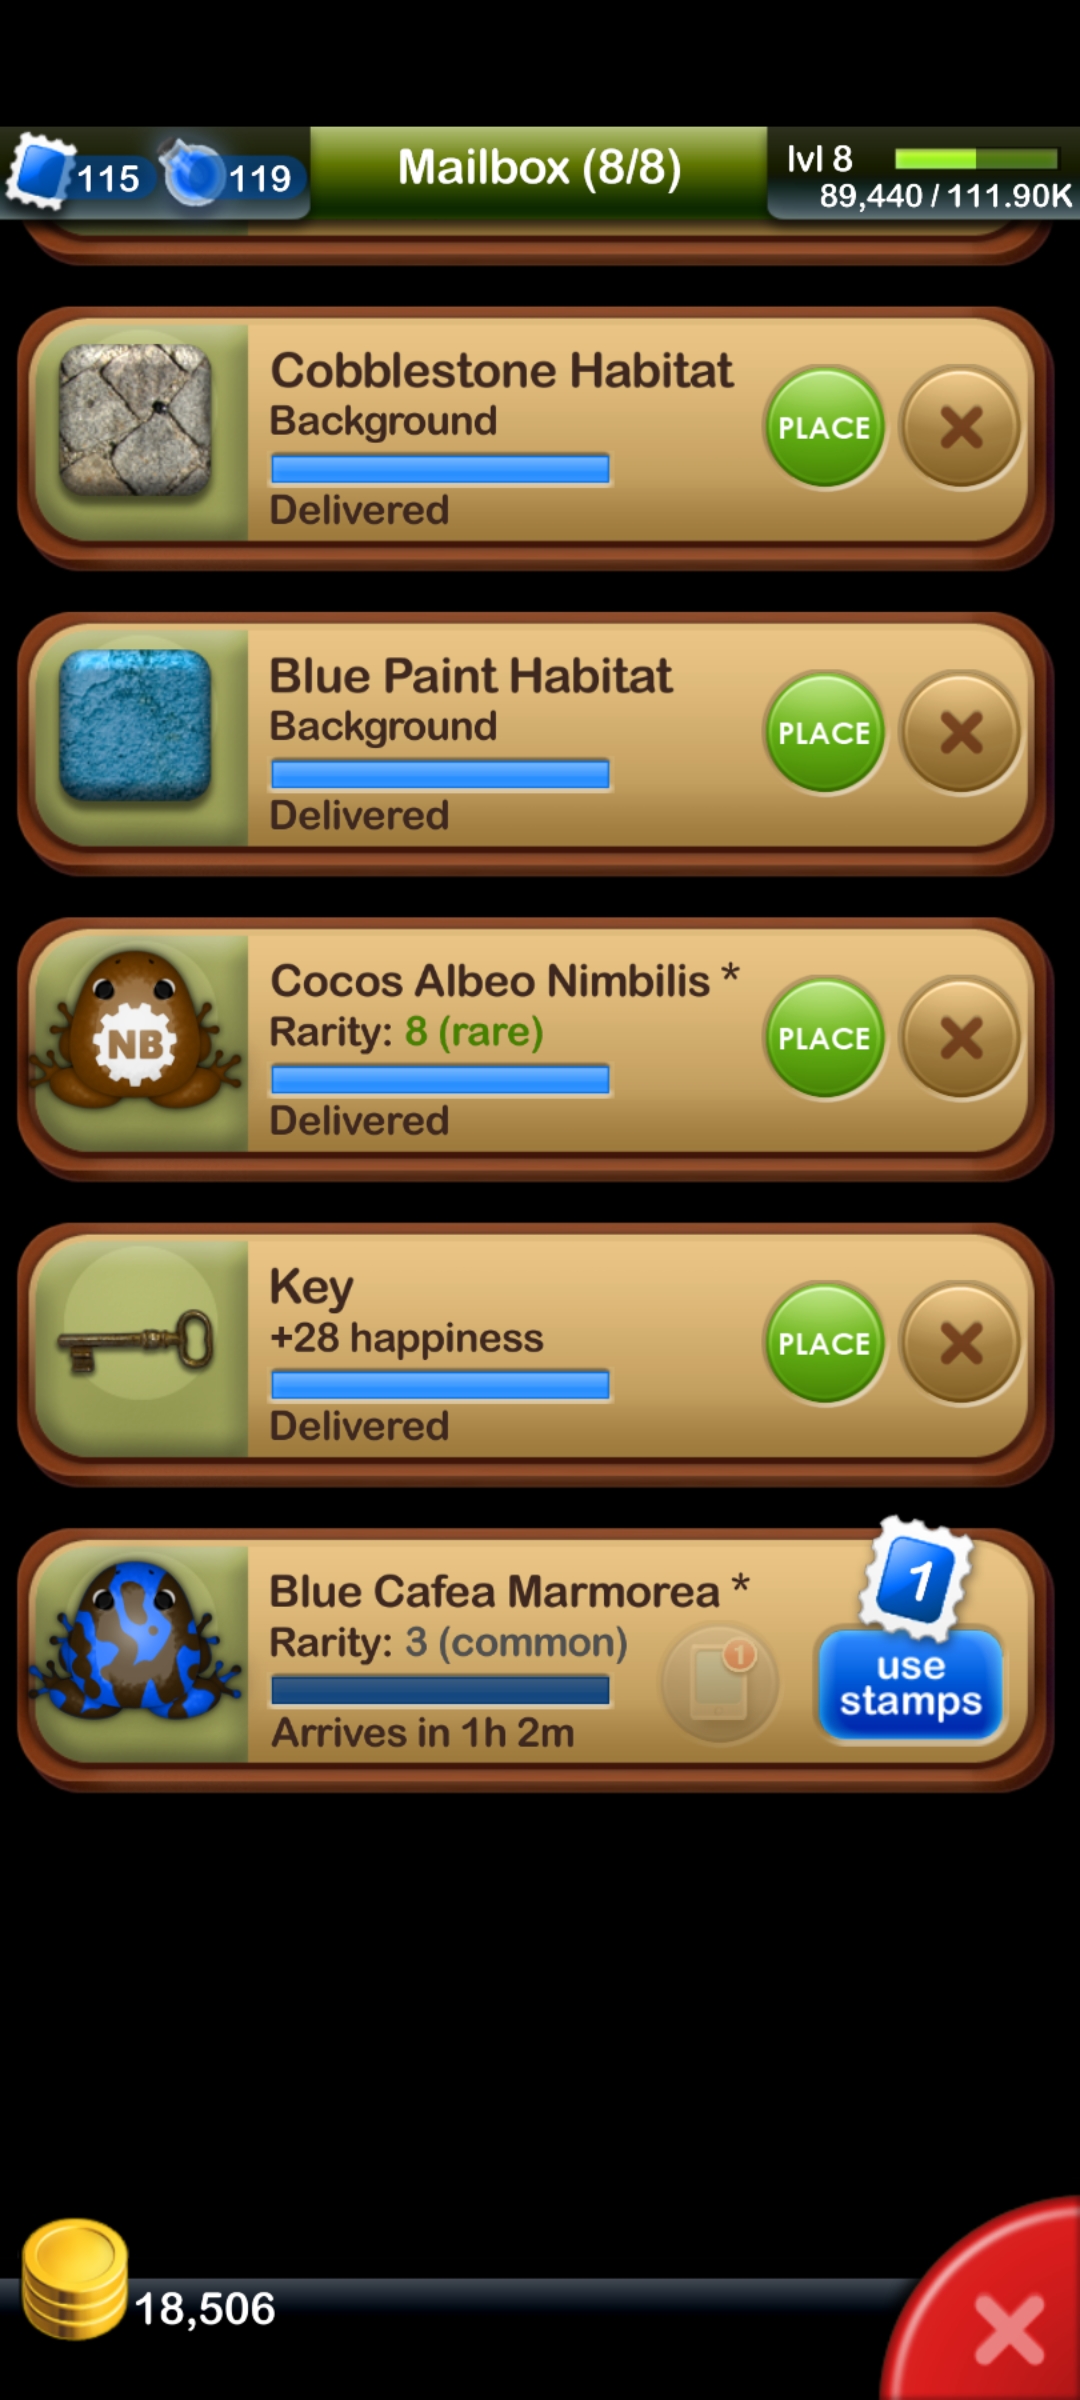 115
119
Mailbox (8/8)
lvl 8
89,440 / 111.90K
Cobblestone Habitat
Background
Delivered
PLACE
Blue Paint Habitat
Background
Delivered
PLACE
NB
Cocos Albeo Nimbilis *
Rarity: 8 (rare)
Delivered
PLACE
Key
+28 happiness
Delivered
PLACE
Blue Cafea Marmorea *
Rarity: 3 (common)
Arrives in 1h 2m
1
1
use
stamps
18,506